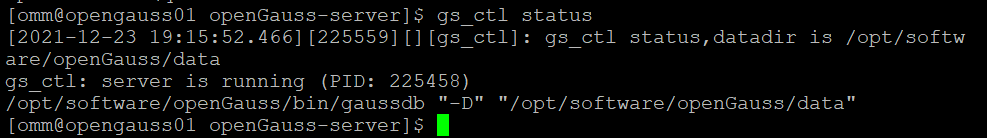 [omm@opengauss01 openGauss-server]$ gs_ctl status
[2021-12-23 19:15:52.466][225559][][gs_ctl]: gs_ctl status,datadir is /opt/softw
are/openGauss/data
gs_ctl: server is running (PID: 225458)
/opt/software/openGauss/bin/gaussdb "-D" "/opt/software/openGauss/data"
[omm@opengauss01 openGauss-server]$